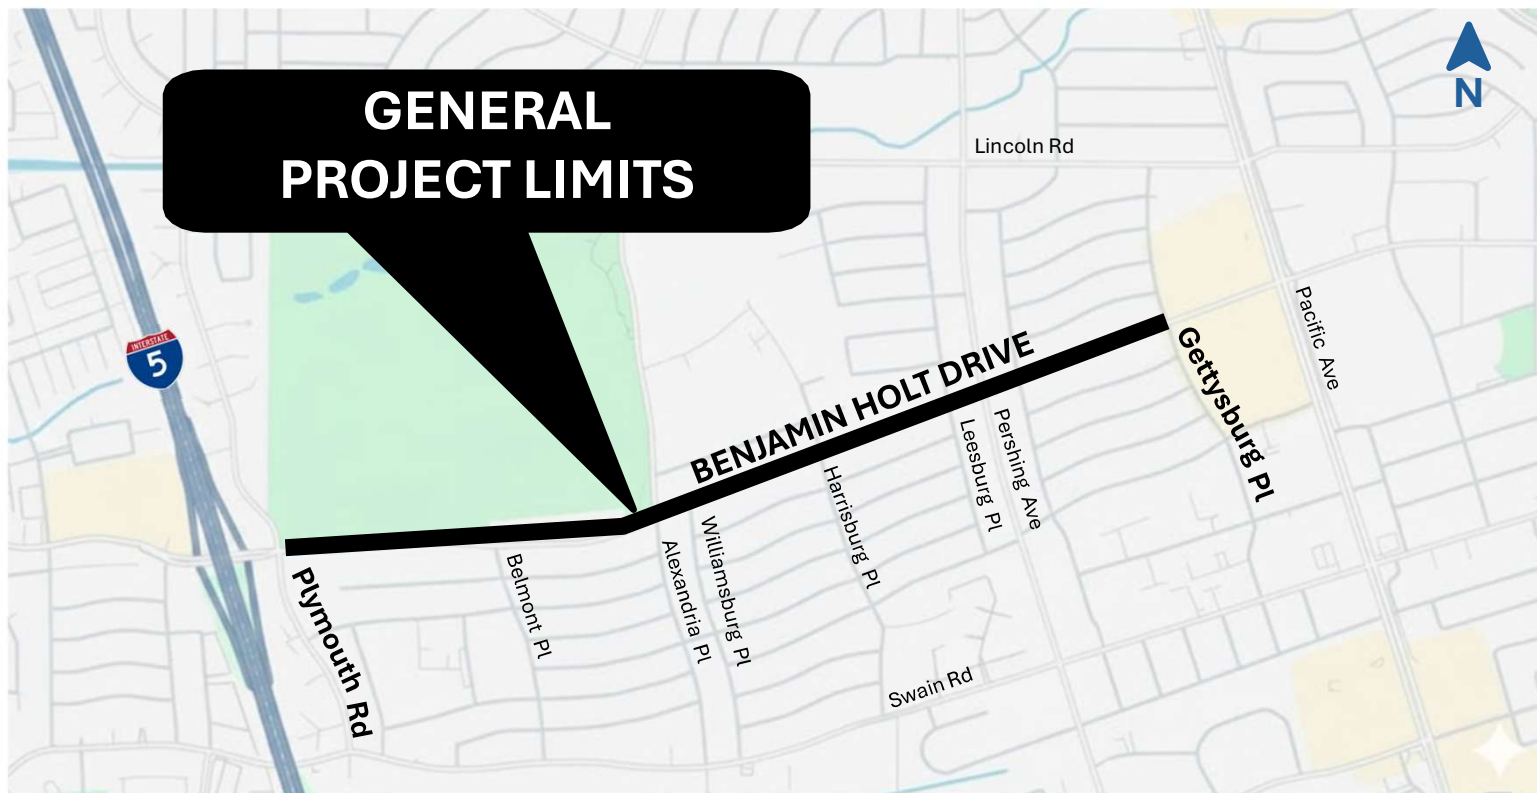 GENERAL
PROJECT LIMITS
N
Lincoln Rd
INTERSTATE
5
Pacific Ave
BENJAMIN HOLT DRIVE
Gettysburg Pl
Pershing Ave
Leesburg Pl
Harrisburg Pl
Williamsburg Pl
Alexandria Pl
Belmont Pl
Plymouth Rd
Swain Rd